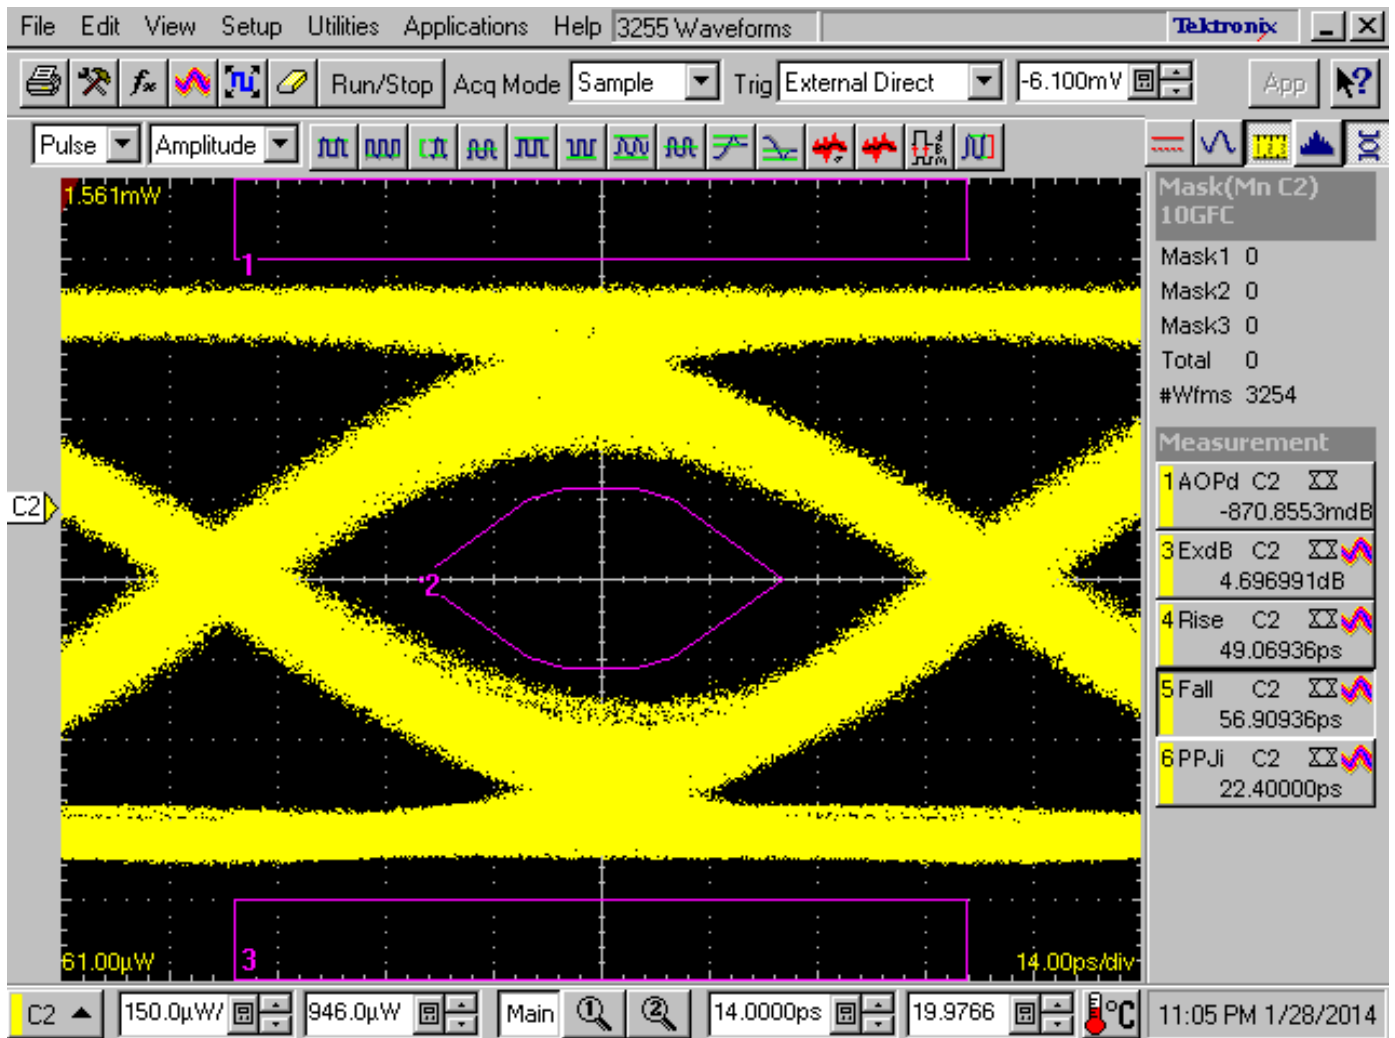 File Edit View Setup Utilities Applications Help 3255 Waveforms Tektronix
Run/Stop Acq Mode Sample Trig External Direct -6.100mV App
Pulse Amplitude
1.561mW
1
2
3
61.00µW
14.00ps/div
C2
Mask(Mn C2)
10GFC
Mask1 0
Mask2 0
Mask3 0
Total 0
#Wfms 3254
Measurement
1 AOPd C2
-870.8553mdB
3 ExdB C2
4.696991dB
4 Rise C2
49.06936ps
5 Fall C2
56.90936ps
6 PPJi C2
22.40000ps
C2 150.0µW/ 946.0µW Main 1 2 14.0000ps 19.9766 °C 11:05 PM 1/28/2014